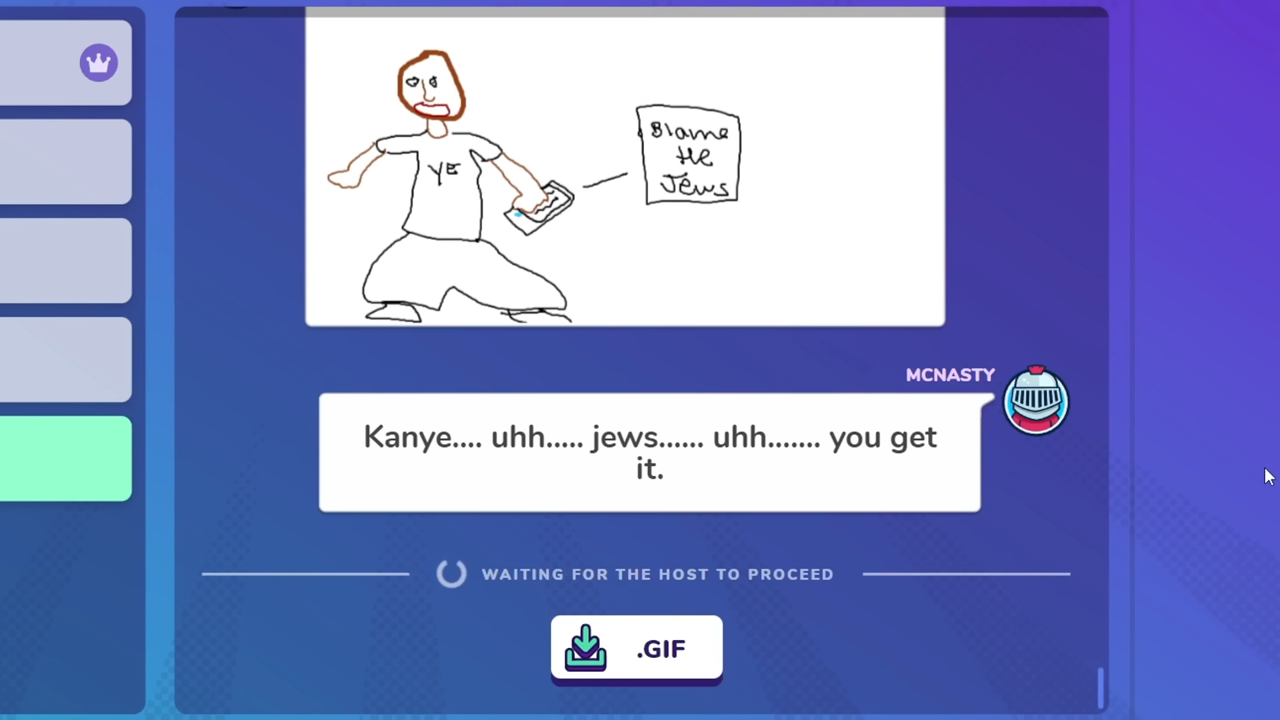 YE
Blame
the
Jews
MCNASTY
Kanye.... uhh..... jews...... uhh....... you get
it.
WAITING FOR THE HOST TO PROCEED
.GIF